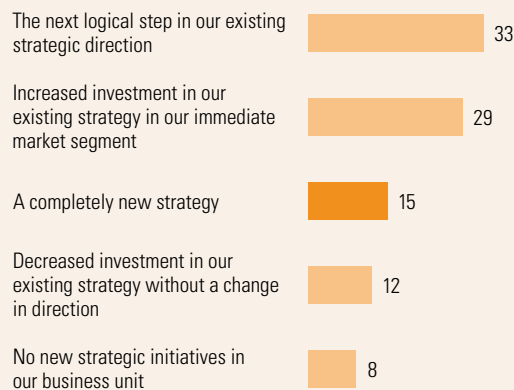 The next logical step in our existing
strategic direction
33
Increased investment in our
existing strategy in our immediate
market segment
29
A completely new strategy
15
Decreased investment in our
existing strategy without a change
in direction
12
No new strategic initiatives in
our business unit
8